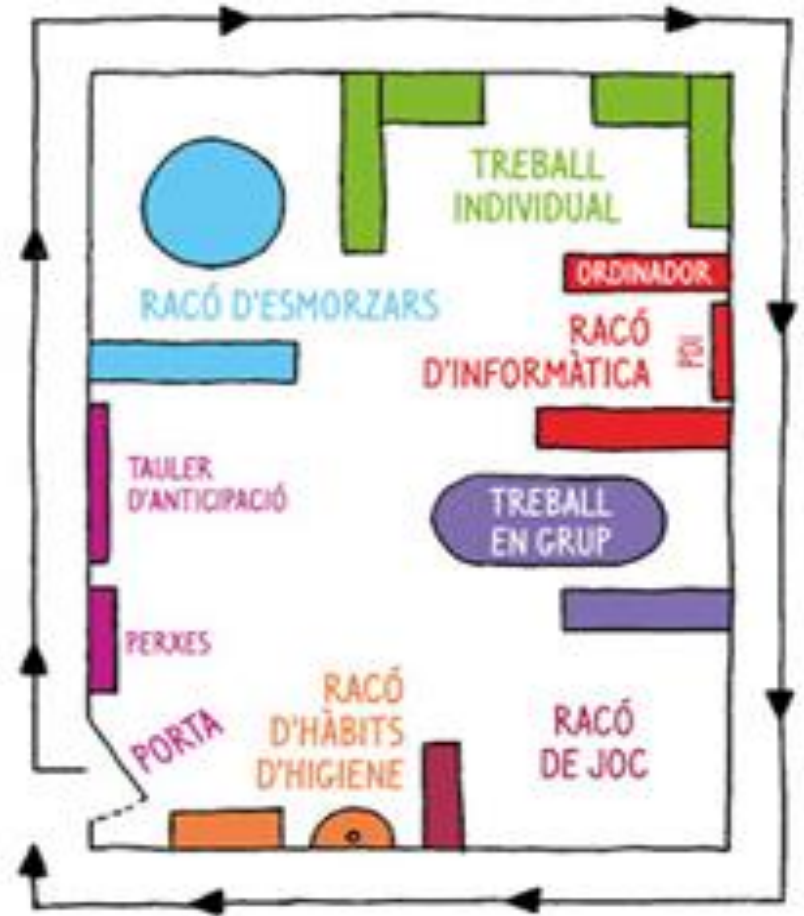 TREBALL
INDIVIDUAL
ORDINADOR
RACÓ D'ESMORZARS
RACÓ
D'INFORMÀTICA
PDI
TAULER
D'ANTICIPACIÓ
TREBALL
EN GRUP
PERXES
PORTA
RACÓ
D'HÀBITS
D'HIGIENE
RACÓ
DE JOC